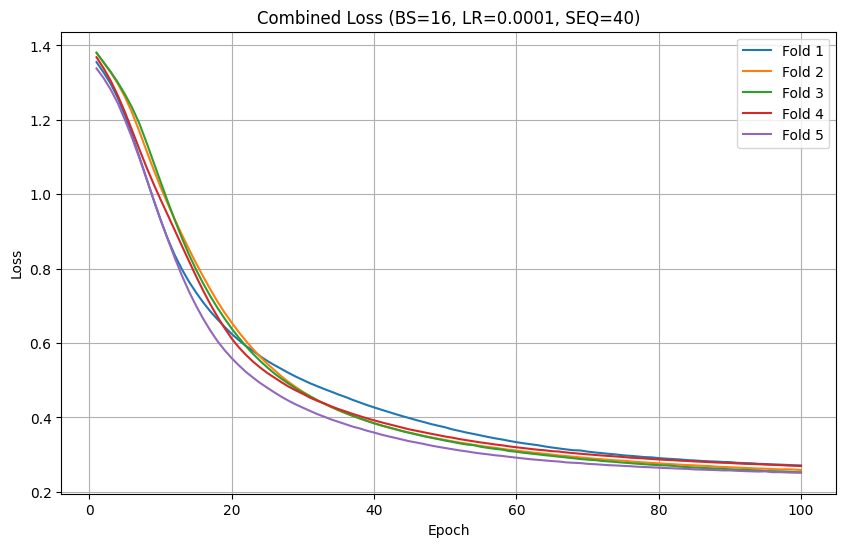 Combined Loss (BS=16, LR=0.0001, SEQ=40)
Fold 1
Fold 2
Fold 3
Fold 4
Fold 5
Loss
1.4
1.2
1.0
0.8
0.6
0.4
0.2
0 20 40 60 80 100
Epoch